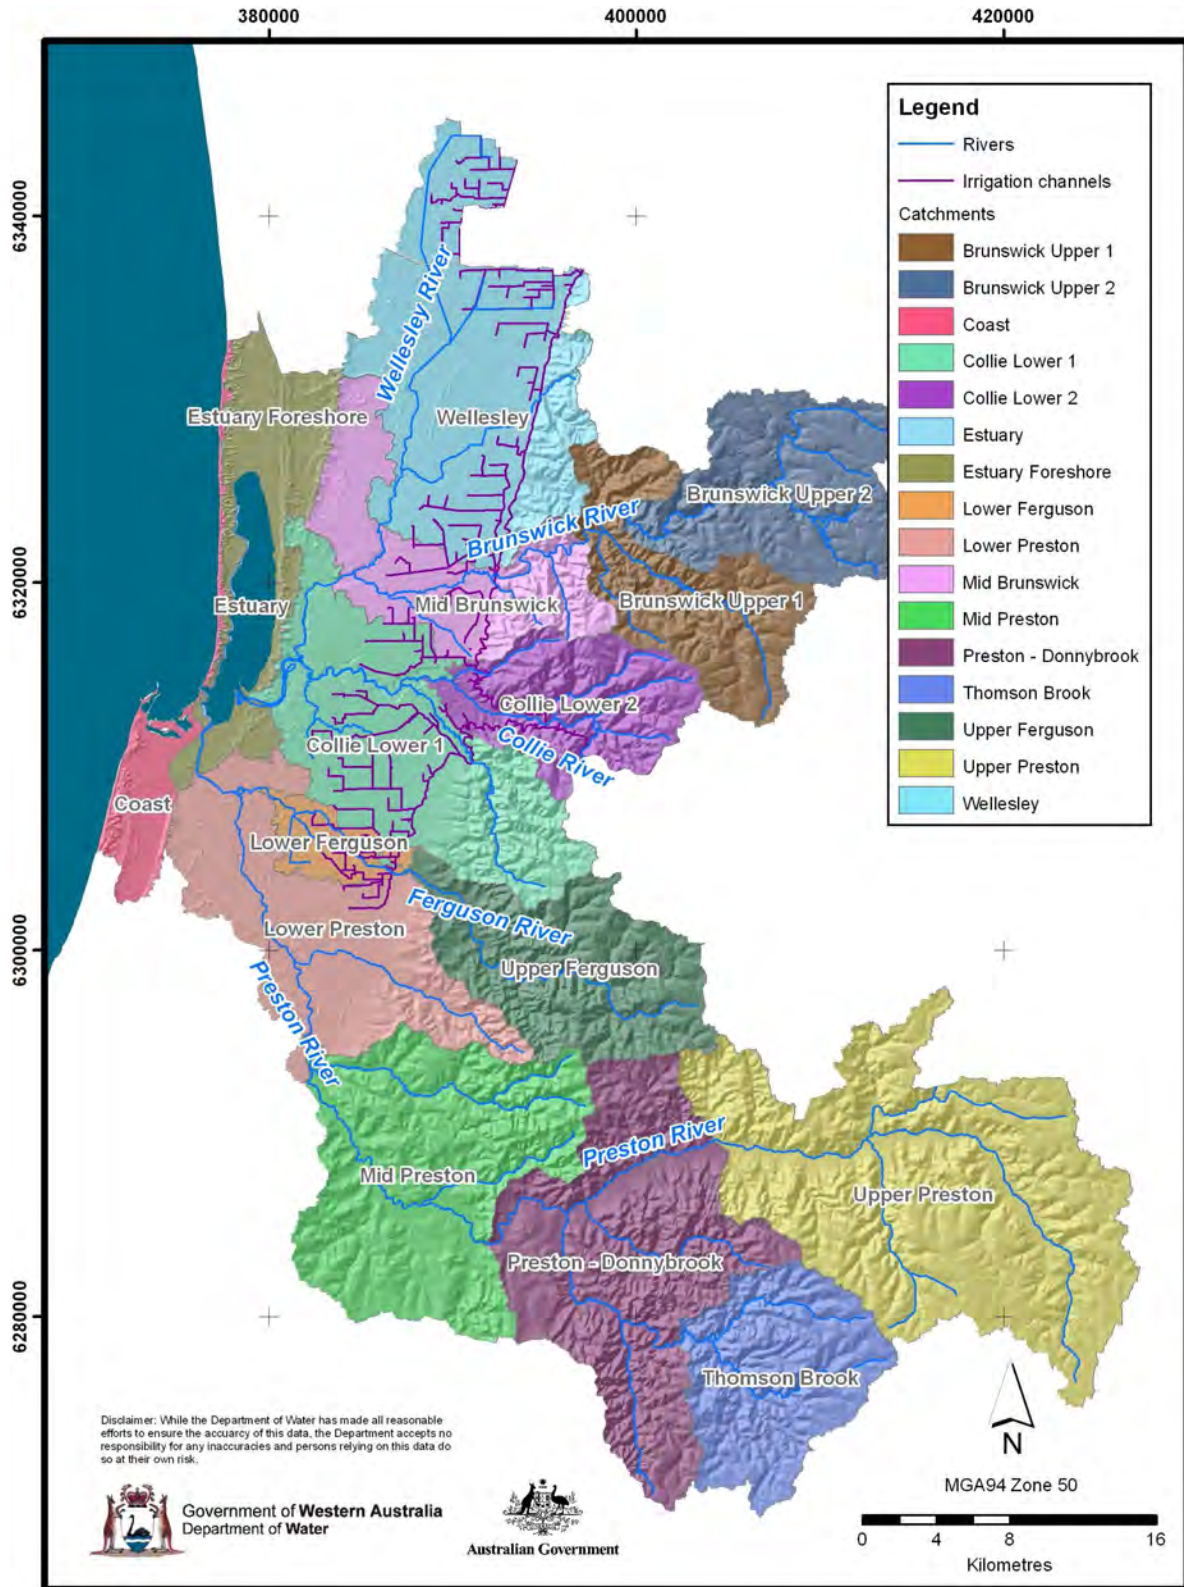 380000
400000
420000
6340000
6320000
6300000
6280000
Legend
Rivers
Irrigation channels
Catchments
Brunswick Upper 1
Brunswick Upper 2
Coast
Collie Lower 1
Collie Lower 2
Estuary
Estuary Foreshore
Lower Ferguson
Lower Preston
Mid Brunswick
Mid Preston
Preston - Donnybrook
Thomson Brook
Upper Ferguson
Upper Preston
Wellesley
Wellesley River
Estuary Foreshore
Wellesley
Brunswick Upper 2
Brunswick River
Estuary
Mid Brunswick
Brunswick Upper 1
Collie Lower 2
Collie Lower 1
Collie River
Coast
Lower Ferguson
Ferguson River
Lower Preston
Upper Ferguson
Preston River
Preston River
Mid Preston
Upper Preston
Preston - Donnybrook
Thomson Brook
Disclaimer: While the Department of Water has made all reasonable
efforts to ensure the accuarcy of this data, the Department accepts no
responsibility for any inaccuracies and persons relying on this data do
so at their own risk.
Government of Western Australia
Department of Water
Australian Government
N
MGA94 Zone 50
0 2 4 8 16
Kilometres